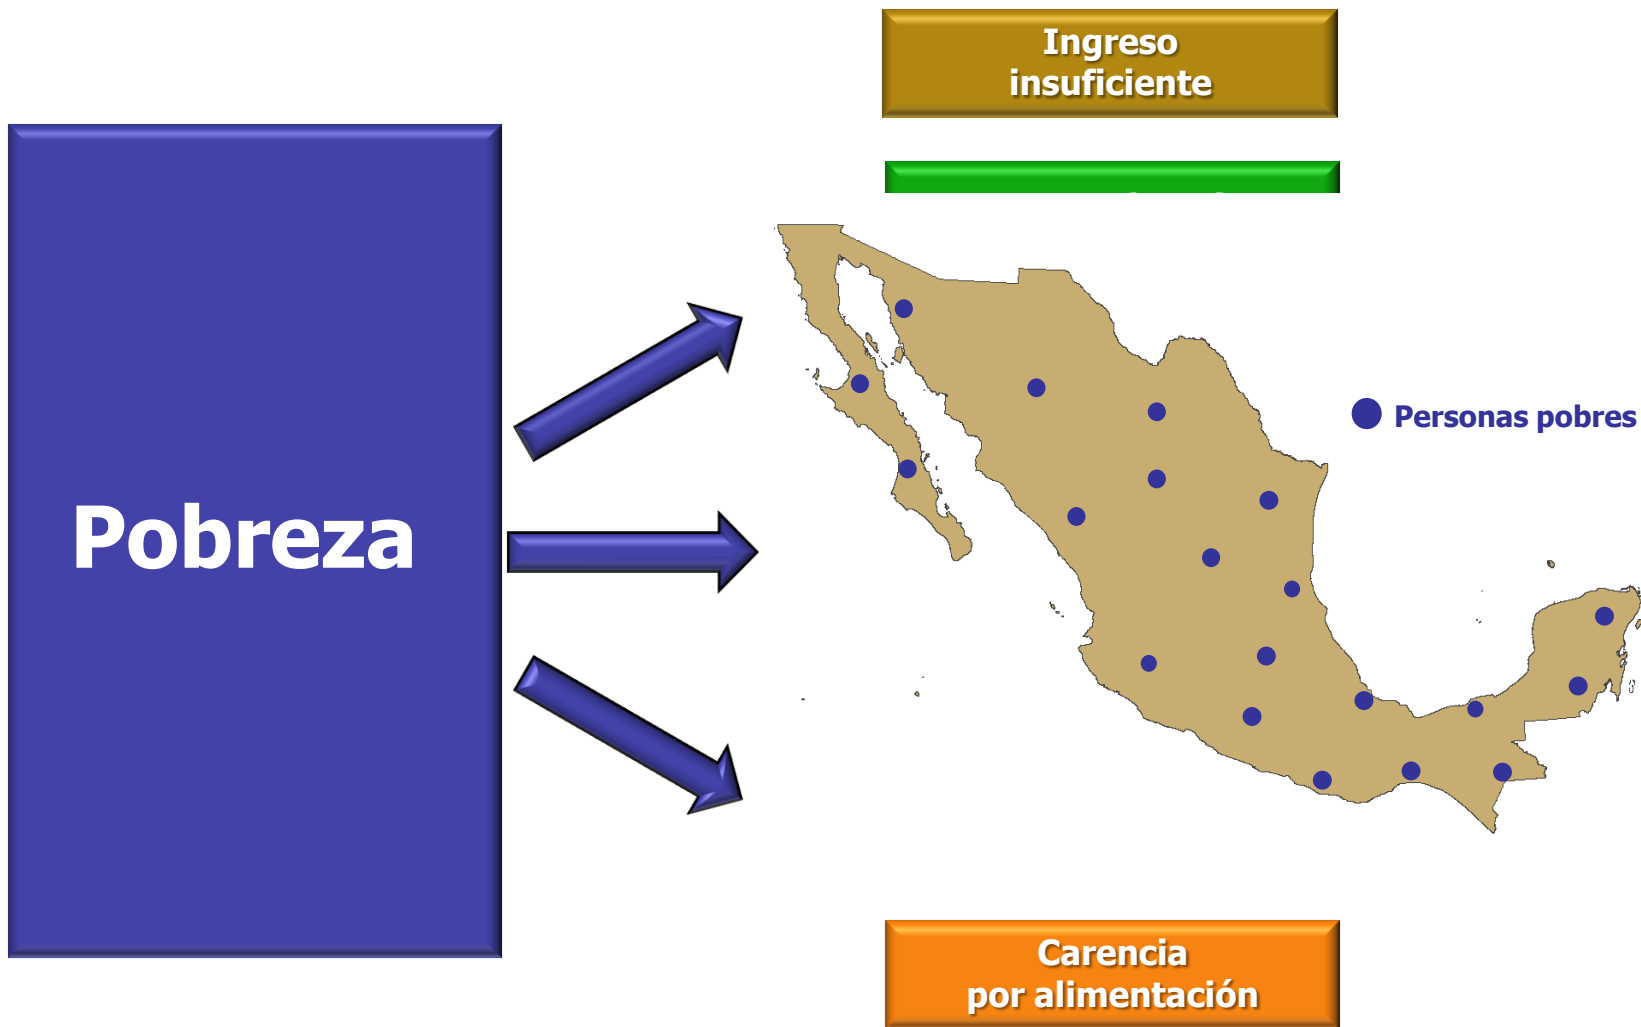 Ingreso
insuficiente
Pobreza
Personas pobres
Carencia
por alimentación